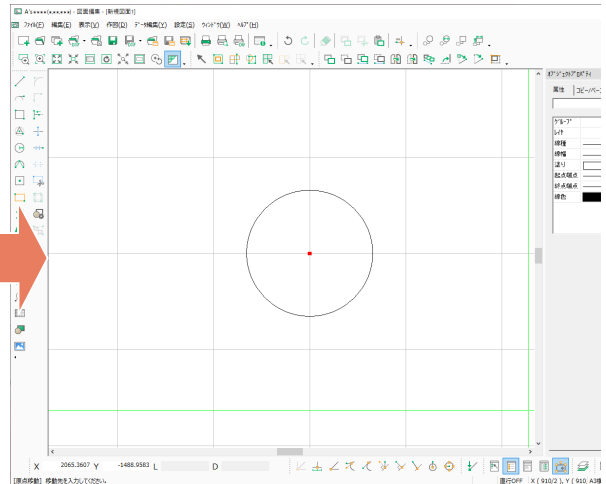 A's****(*.**.***) - 図面編集 - [新規図面1]
ファイル(F) 編集(E) 表示(V) 作図(D) データ編集(Y) 設定(S) ウィンドウ(W) ヘルプ(H)
オブジェクトプロパティ
属性 コピー/ペース
グループ
レイヤ
線種
線幅
塗り
起点端点
終点端点
線色
X 2065.3607 Y -1488.9583 L D
[原点移動] 移動先を入力してください。 直行OFF X ( 910/2 ), Y ( 910, A3横